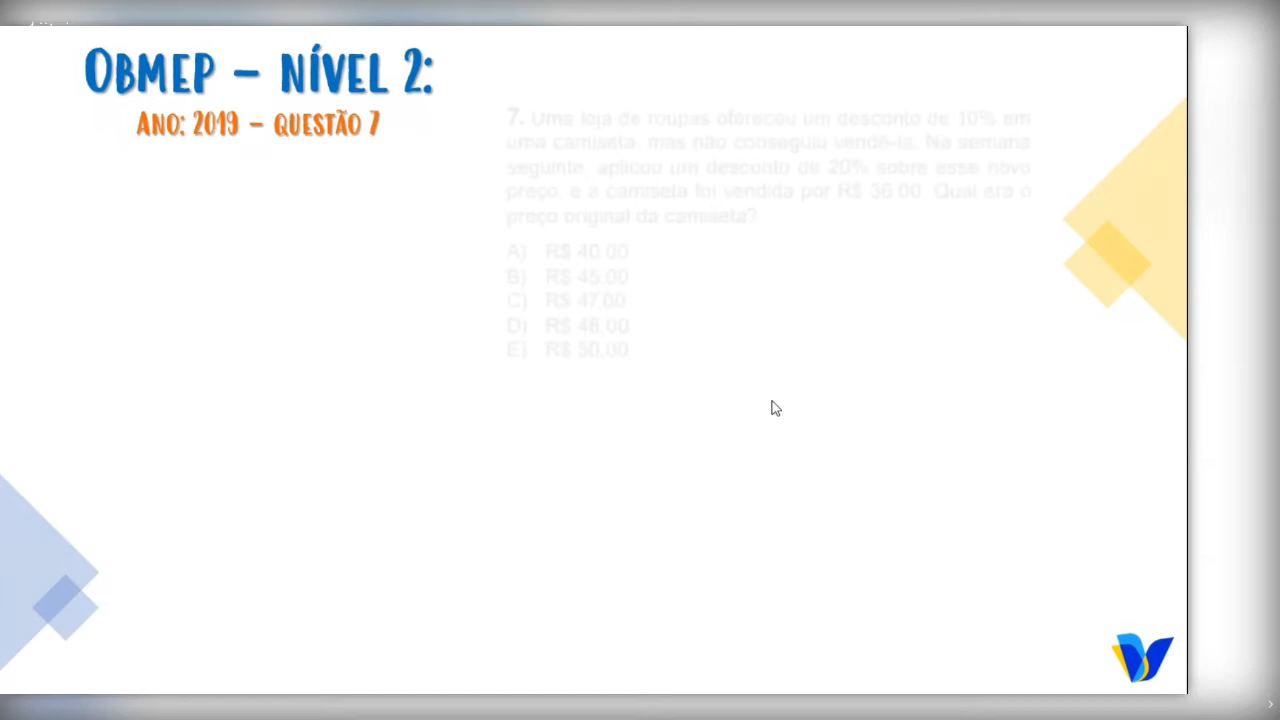 OBMEP – NÍVEL 2:
ANO: 2019 – QUESTÃO 7
7. Uma loja de roupas ofereceu um desconto de 10% em
uma camiseta, mas não conseguiu vendê-la. Na semana
seguinte, aplicou um desconto de 20% sobre esse novo
preço, e a camiseta foi vendida por R$ 36,00. Qual era o
preço original da camiseta?
A) R$ 40,00
B) R$ 45,00
C) R$ 47,00
D) R$ 48,00
E) R$ 50,00